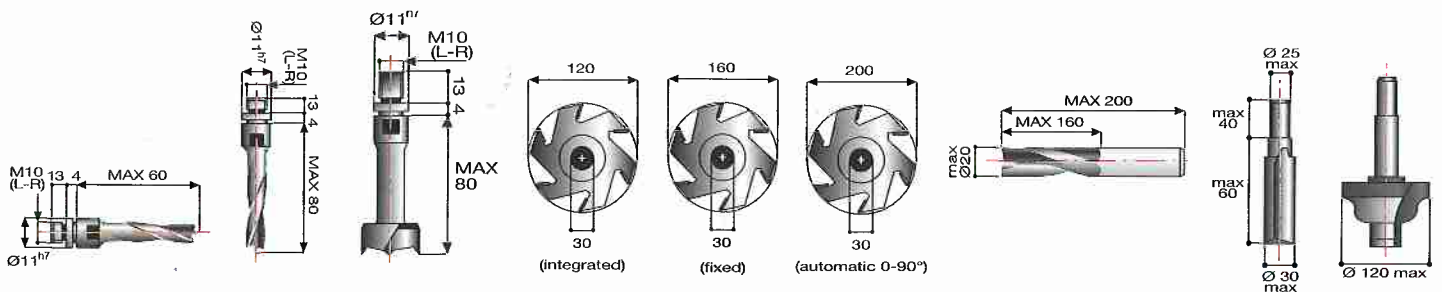 M10
(L-R)
13
4
MAX 60
Ø11h7
Ø11h7
M10
(L-R)
13
4
MAX 80
Ø11h7
M10
(L-R)
13
4
MAX
80
120
30
(integrated)
160
30
(fixed)
200
30
(automatic 0-90°)
MAX 200
MAX 160
max
Ø20
Ø 25
max
max
40
max
60
Ø 30
max
Ø 120 max